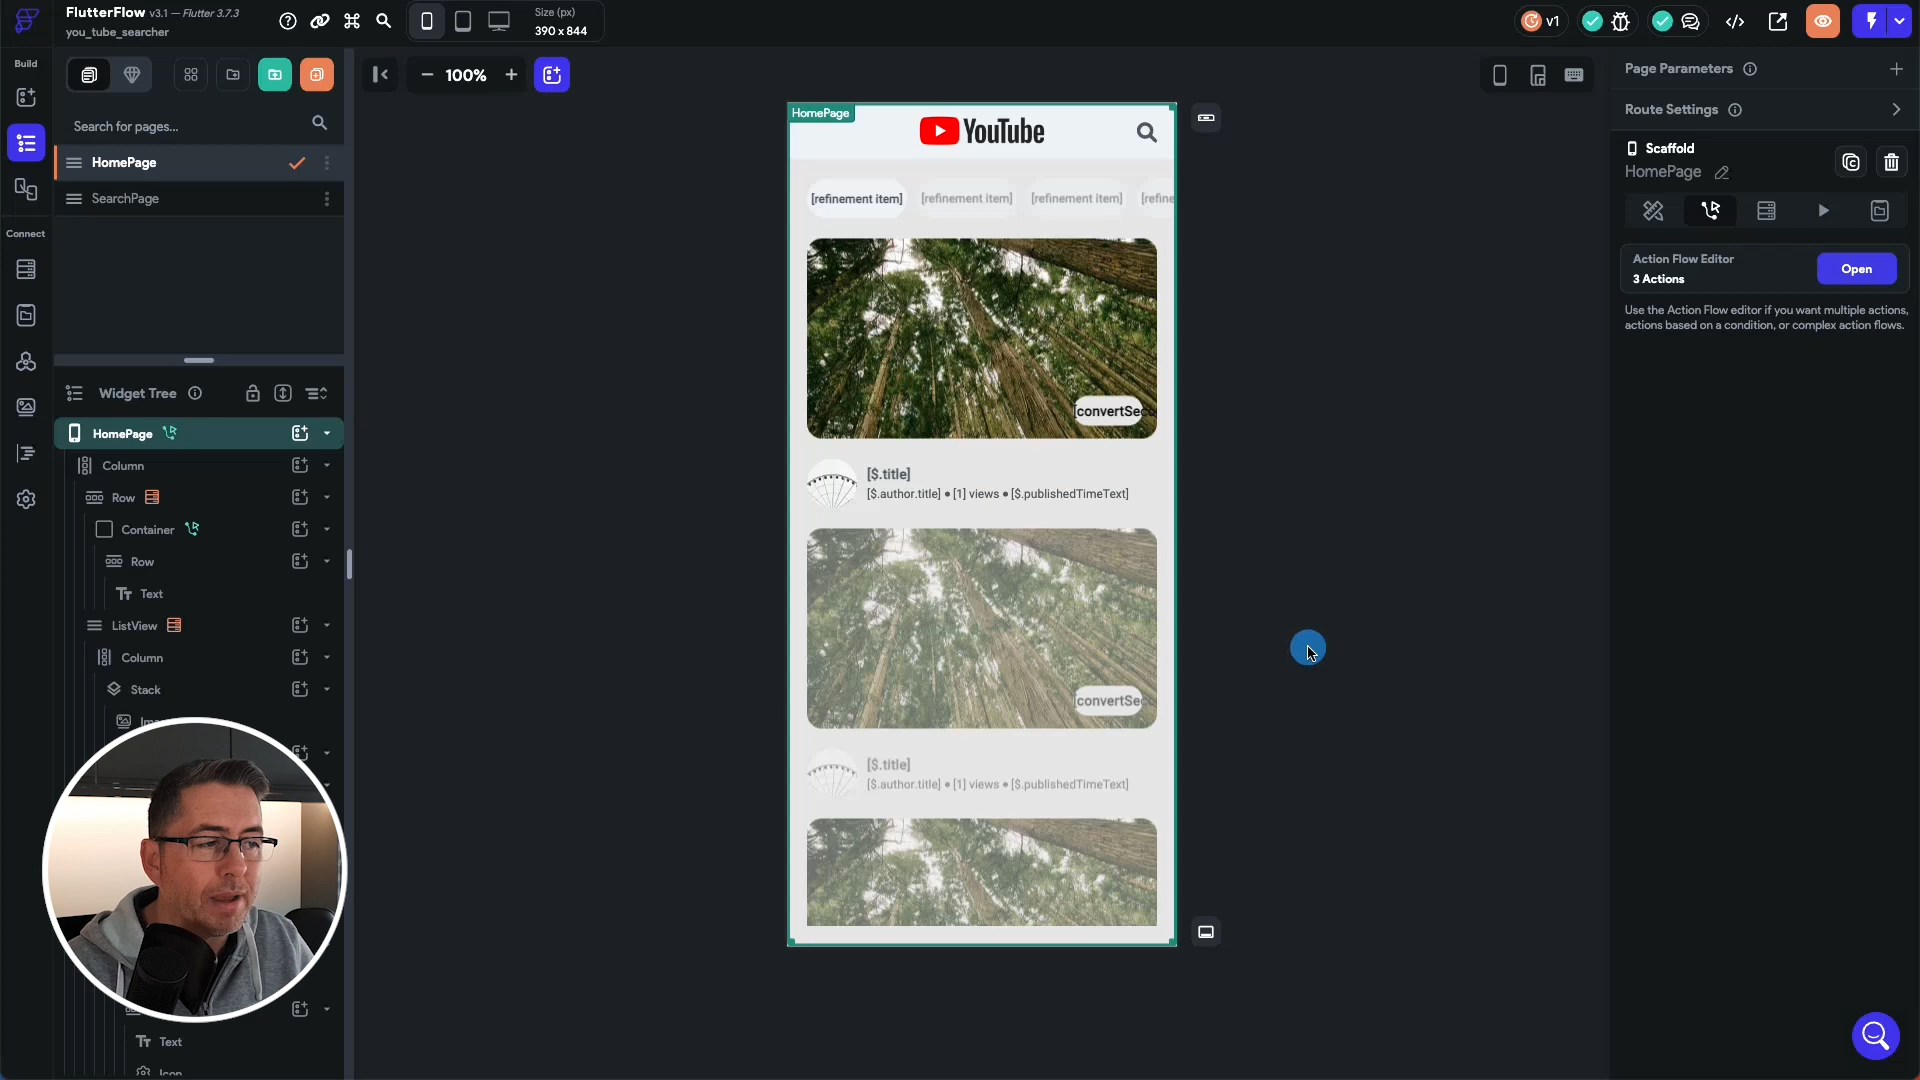 FlutterFlow v3.1 — Flutter 3.7.3
you_tube_searcher
Size (px)
390 x 844
v1
Build
100%
Page Parameters
Search for pages...
HomePage
SearchPage
Connect
Route Settings
Scaffold
HomePage
Action Flow Editor
3 Actions
Open
Use the Action Flow editor if you want multiple actions,
actions based on a condition, or complex action flows.
HomePage
YouTube
[refinement item] [refinement item] [refinement item] [refine
[convertSeco
[$.title]
[$.author.title] • [1] views • [$.publishedTimeText]
[convertSec
[$.title]
[$.author.title] • [1] views • [$.publishedTimeText]
Widget Tree
HomePage
Column
Row
Container
Row
Text
ListView
Column
Stack
Text
Icon